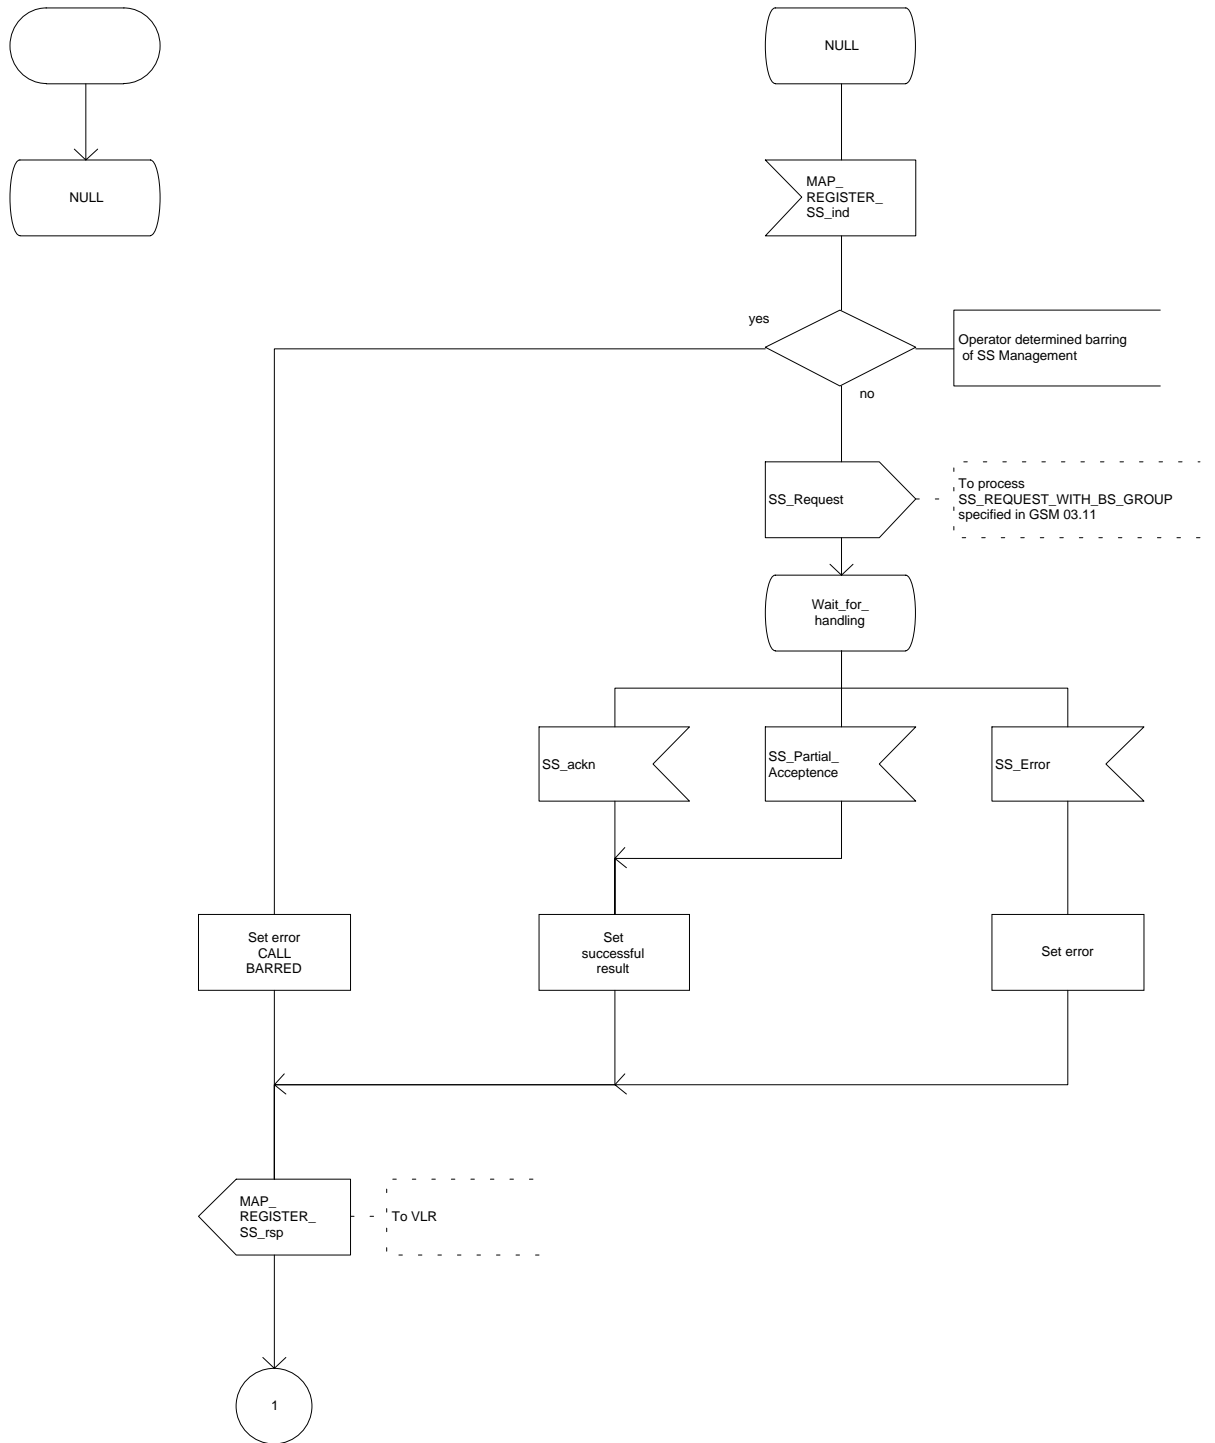 NULL
NULL
MAP_
REGISTER_
SS_ind
yes
Operator determined barring
of SS Management
no
SS_Request
To process
SS_REQUEST_WITH_BS_GROUP
specified in GSM 03.11
Wait_for_
handling
SS_ackn
SS_Partial_
Acceptence
SS_Error
Set error
CALL
BARRED
Set
successful
result
Set error
MAP_
REGISTER_
SS_rsp
To VLR
1